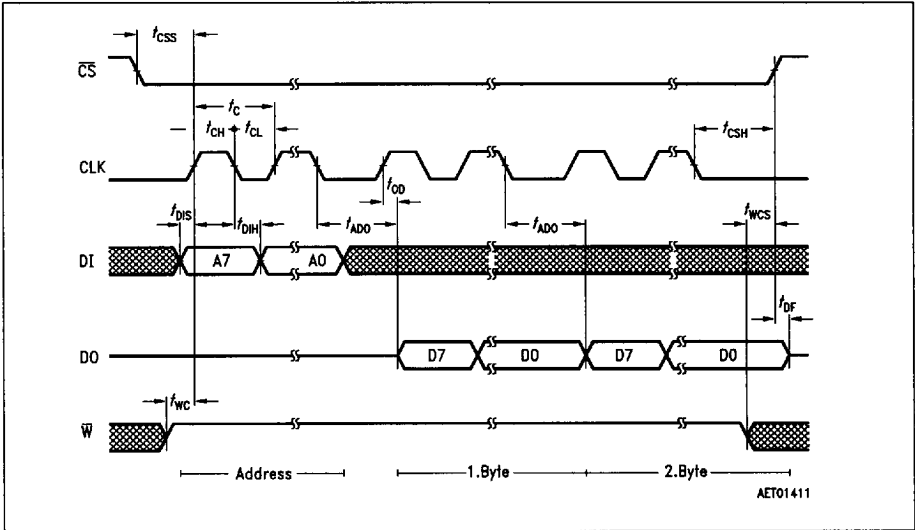 tCSS
CS
tC
tCH tCL
tCSH
CLK
tOD
tDIS tDIH tADO tADO tWCS
DI A7 A0
tDF
DO D7 D0 D7 D0
tWC
W
Address 1.Byte 2.Byte
AET01411